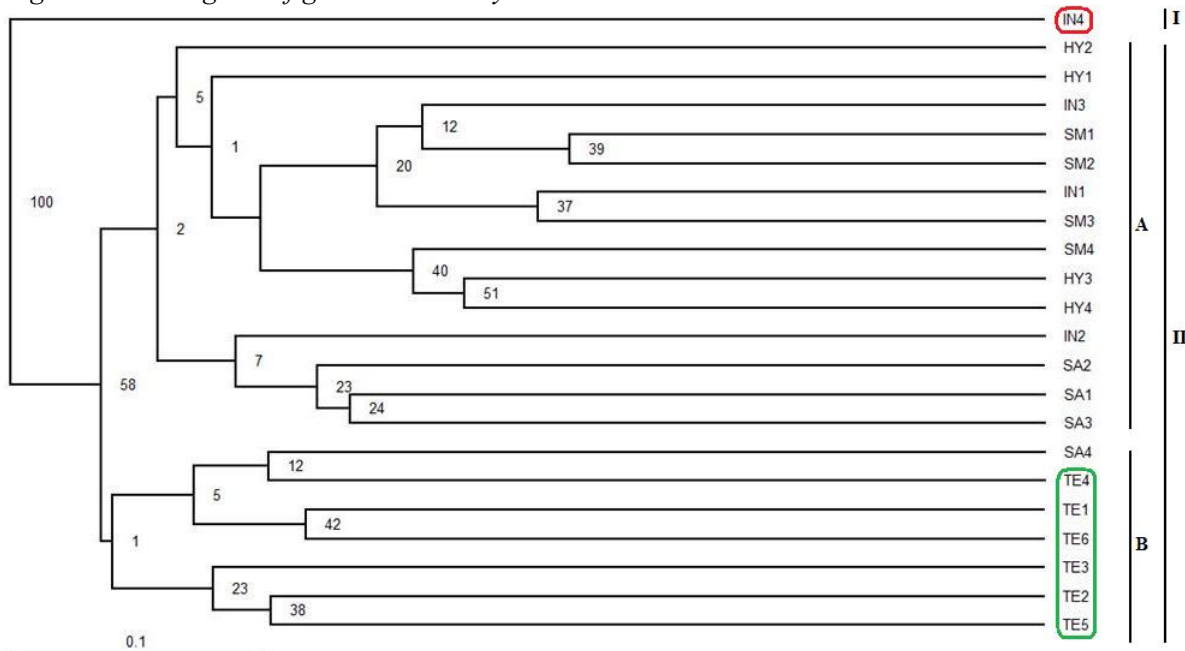 IN4 I
HY2
HY1
5
IN3
12
SM1
1
39
SM2
20
IN1
100
37
SM3
A
2
SM4
40
HY3
51
HY4
IN2
II
7
SA2
58
23
SA1
24
SA3
SA4
12
TE4
5
TE1
42
TE6
1
B
TE3
23
TE2
38
TE5
0.1